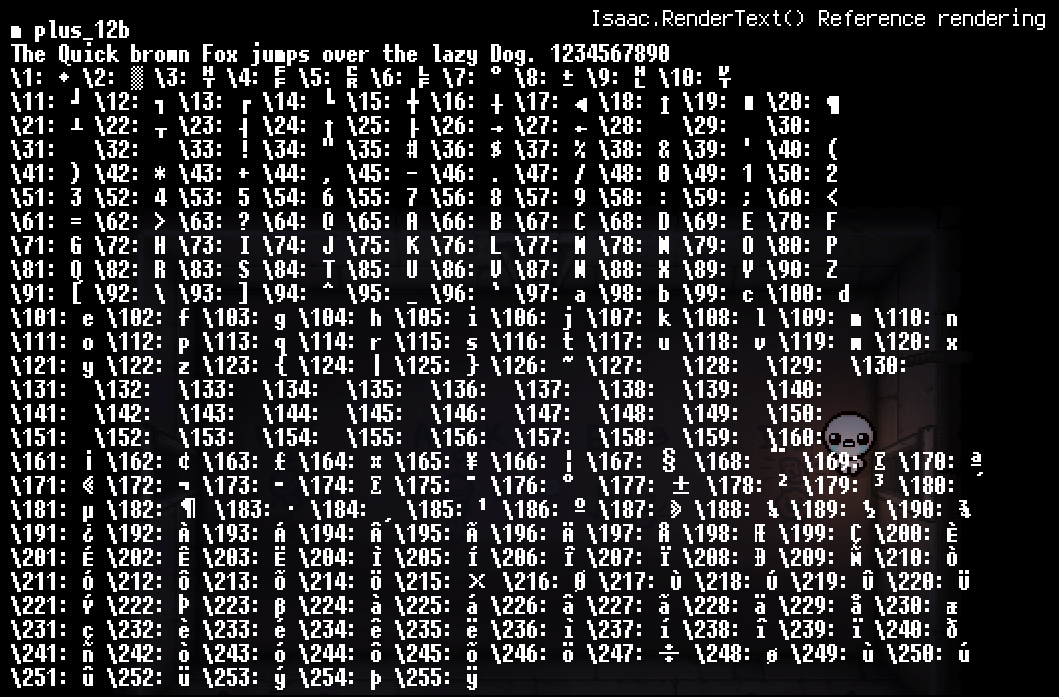 Isaac.RenderText() Reference rendering
m plus_12b
The Quick brown Fox jumps over the lazy Dog. 1234567890
\1: ♦ \2: ▒ \3: ␉ \4: ␌ \5: ␍ \6: ␊ \7: ° \8: ± \9: ␤ \10: ␋
\11: ┘ \12: ┐ \13: ┌ \14: └ \15: ┼ \16: ┼ \17: ◀ \18: ↕ \19: ∎ \20: ¶
\21: ┴ \22: ┬ \23: ┤ \24: ↑ \25: ├ \26: → \27: ← \28: \29: \30:
\31: \32: \33: ! \34: " \35: # \36: $ \37: % \38: & \39: ' \40: (
\41: ) \42: * \43: + \44: , \45: - \46: . \47: / \48: 0 \49: 1 \50: 2
\51: 3 \52: 4 \53: 5 \54: 6 \55: 7 \56: 8 \57: 9 \58: : \59: ; \60: <
\61: = \62: > \63: ? \64: @ \65: A \66: B \67: C \68: D \69: E \70: F
\71: G \72: H \73: I \74: J \75: K \76: L \77: M \78: N \79: O \80: P
\81: Q \82: R \83: S \84: T \85: U \86: V \87: W \88: X \89: Y \90: Z
\91: [ \92: \ \93: ] \94: ^ \95: _ \96: ` \97: a \98: b \99: c \100: d
\101: e \102: f \103: g \104: h \105: i \106: j \107: k \108: l \109: m \110: n
\111: o \112: p \113: q \114: r \115: s \116: t \117: u \118: v \119: w \120: x
\121: y \122: z \123: { \124: | \125: } \126: ~ \127: \128: \129: \130:
\131: \132: \133: \134: \135: \136: \137: \138: \139: \140:
\141: \142: \143: \144: \145: \146: \147: \148: \149: \150:
\151: \152: \153: \154: \155: \156: \157: \158: \159: \160:
\161: ¡ \162: ¢ \163: £ \164: ¤ \165: ¥ \166: ¦ \167: § \168: ¨ \169: © \170: ª
\171: « \172: ¬ \173: - \174: ® \175: ¯ \176: ° \177: ± \178: ² \179: ³ \180: ´
\181: µ \182: ¶ \183: · \184: ¸ \185: ¹ \186: º \187: » \188: ¼ \189: ½ \190: ¾
\191: ¿ \192: À \193: Á \194: Â \195: Ã \196: Ä \197: Å \198: Æ \199: Ç \200: È
\201: É \202: Ê \203: Ë \204: Ì \205: Í \206: Î \207: Ï \208: Ð \209: Ñ \210: Ò
\211: Ó \212: Ô \213: Õ \214: Ö \215: × \216: Ø \217: Ù \218: Ú \219: Û \220: Ü
\221: Ý \222: Þ \223: ß \224: à \225: á \226: â \227: ã \228: ä \229: å \230: æ
\231: ç \232: è \233: é \234: ê \235: ë \236: ì \237: í \238: î \239: ï \240: ð
\241: ñ \242: ò \243: ó \244: ô \245: õ \246: ö \247: ÷ \248: ø \249: ù \250: ú
\251: û \252: ü \253: ý \254: þ \255: ÿ